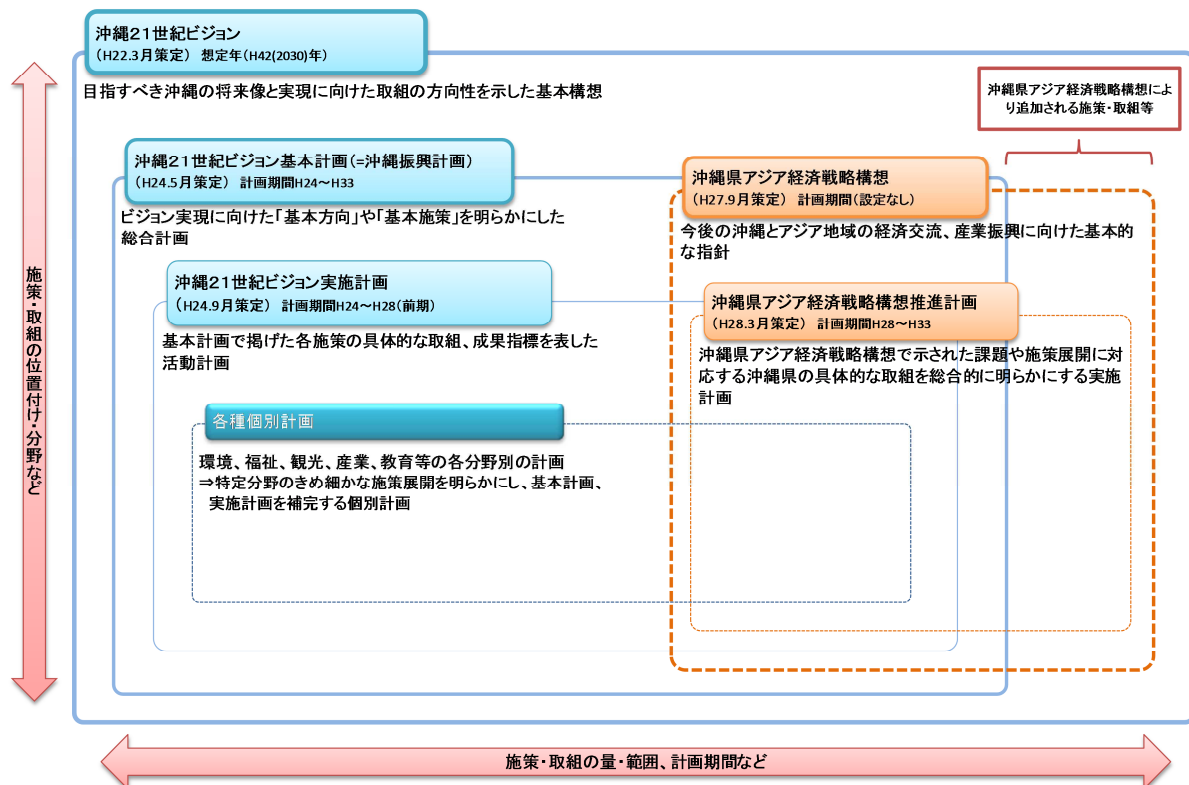 沖縄21世紀ビジョン
（H22.3月策定） 想定年（H42(2030)年）
目指すべき沖縄の将来像と実現に向けた取組の方向性を示した基本構想
沖縄県アジア経済戦略構想によ
り追加される施策・取組等
沖縄２１世紀ビジョン基本計画（＝沖縄振興計画）
（H24.5月策定） 計画期間H24～H33
ビジョン実現に向けた「基本方向」や「基本施策」を明らかにした
総合計画
沖縄県アジア経済戦略構想
（H27.9月策定） 計画期間（設定なし）
今後の沖縄とアジア地域の経済交流、産業振興に向けた基本的
な指針
沖縄２１世紀ビジョン実施計画
（H24.9月策定） 計画期間H24～H28（前期）
基本計画で掲げた各施策の具体的な取組、成果指標を表した
活動計画
沖縄県アジア経済戦略構想推進計画
（H28.3月策定） 計画期間H28～H33
沖縄県アジア経済戦略構想で示された課題や施策展開に対
応する沖縄県の具体的な取組を総合的に明らかにする実施
計画
各種個別計画
環境、福祉、観光、産業、教育等の各分野別の計画
⇒特定分野のきめ細かな施策展開を明らかにし、基本計画、
実施計画を補完する個別計画
施策・取組の位置付け・分野など
施策・取組の量・範囲、計画期間など